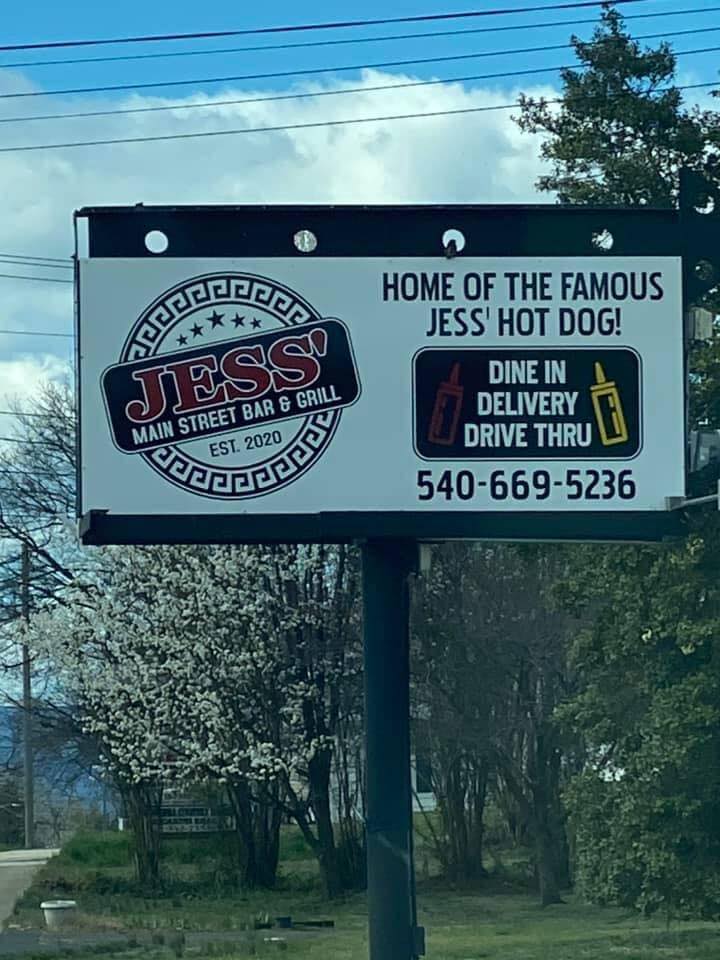 JESS'
MAIN STREET BAR & GRILL
EST. 2020
HOME OF THE FAMOUS
JESS' HOT DOG!
DINE IN
DELIVERY
DRIVE THRU
540-669-5236